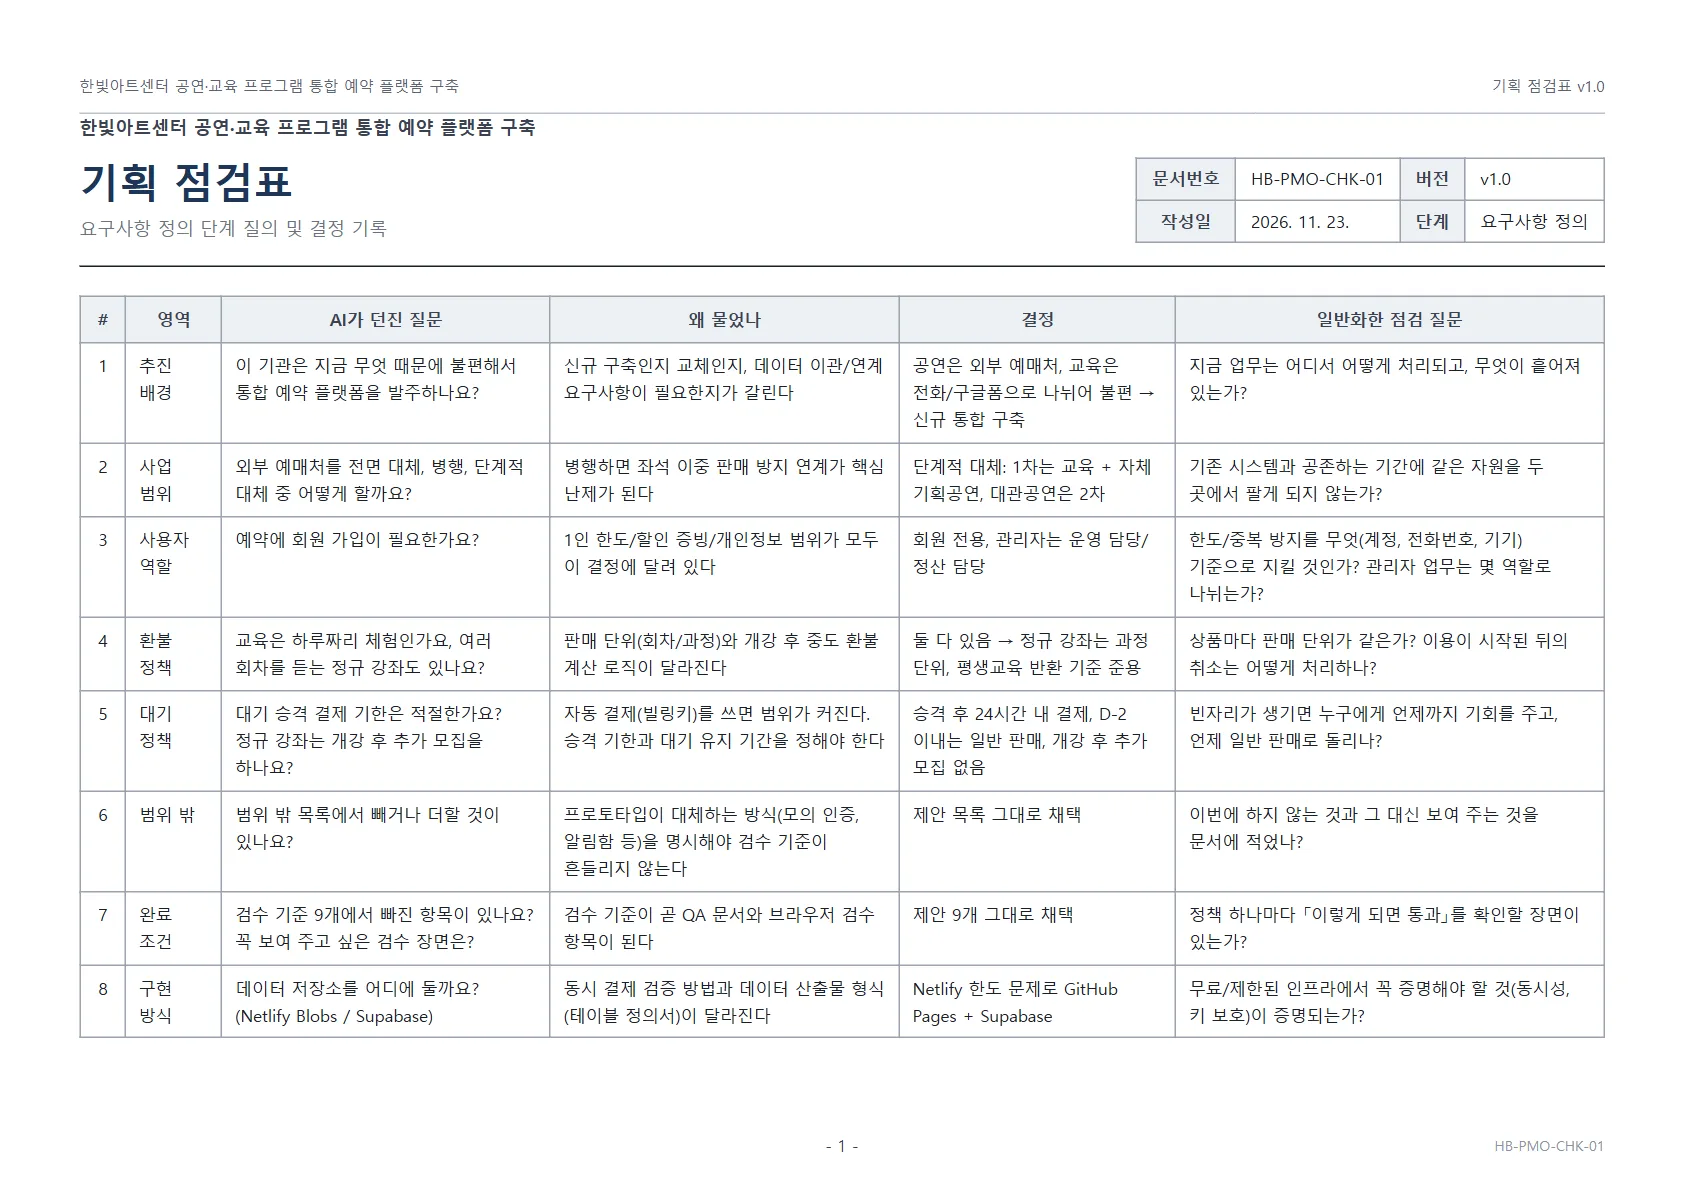 한빛아트센터 공연·교육 프로그램 통합 예약 플랫폼 구축
기획 점검표 v1.0
한빛아트센터 공연·교육 프로그램 통합 예약 플랫폼 구축
기획 점검표
요구사항 정의 단계 질의 및 결정 기록
문서번호 HB-PMO-CHK-01 버전 v1.0
작성일 2026. 11. 23. 단계 요구사항 정의
# 영역 AI가 던진 질문 왜 물었나 결정 일반화한 점검 질문
1
추진
배경
이 기관은 지금 무엇 때문에 불편해서
통합 예약 플랫폼을 발주하나요?
신규 구축인지 교체인지, 데이터 이관/연계
요구사항이 필요한지가 갈린다
공연은 외부 예매처, 교육은
전화/구글폼으로 나뉘어 불편 →
신규 통합 구축
지금 업무는 어디서 어떻게 처리되고, 무엇이 흩어져
있는가?
2
사업
범위
외부 예매처를 전면 대체, 병행, 단계적
대체 중 어떻게 할까요?
병행하면 좌석 이중 판매 방지 연계가 핵심
난제가 된다
단계적 대체: 1차는 교육 + 자체
기획공연, 대관공연은 2차
기존 시스템과 공존하는 기간에 같은 자원을 두
곳에서 팔게 되지 않는가?
3
사용자
역할
예약에 회원 가입이 필요한가요?
1인 한도/할인 증빙/개인정보 범위가 모두
이 결정에 달려 있다
회원 전용, 관리자는 운영 담당/
정산 담당
한도/중복 방지를 무엇(계정, 전화번호, 기기)
기준으로 지킬 것인가? 관리자 업무는 몇 역할로
나뉘는가?
4
환불
정책
교육은 하루짜리 체험인가요, 여러
회차를 듣는 정규 강좌도 있나요?
판매 단위(회차/과정)와 개강 후 중도 환불
계산 로직이 달라진다
둘 다 있음 → 정규 강좌는 과정
단위, 평생교육 반환 기준 준용
상품마다 판매 단위가 같은가? 이용이 시작된 뒤의
취소는 어떻게 처리하나?
5
대기
정책
대기 승격 결제 기한은 적절한가요?
정규 강좌는 개강 후 추가 모집을
하나요?
자동 결제(빌링키)를 쓰면 범위가 커진다.
승격 기한과 대기 유지 기간을 정해야 한다
승격 후 24시간 내 결제, D-2
이내는 일반 판매, 개강 후 추가
모집 없음
빈자리가 생기면 누구에게 언제까지 기회를 주고,
언제 일반 판매로 돌리나?
6
범위 밖
범위 밖 목록에서 빼거나 더할 것이
있나요?
프로토타입이 대체하는 방식(모의 인증,
알림함 등)을 명시해야 검수 기준이
흔들리지 않는다
제안 목록 그대로 채택
이번에 하지 않는 것과 그 대신 보여 주는 것을
문서에 적었나?
7
완료
조건
검수 기준 9개에서 빠진 항목이 있나요?
꼭 보여 주고 싶은 검수 장면은?
검수 기준이 곧 QA 문서와 브라우저 검수
항목이 된다
제안 9개 그대로 채택
정책 하나마다 「이렇게 되면 통과」를 확인할 장면이
있는가?
8
구현
방식
데이터 저장소를 어디에 둘까요?
(Netlify Blobs / Supabase)
동시 결제 검증 방법과 데이터 산출물 형식
(테이블 정의서)이 달라진다
Netlify 한도 문제로 GitHub
Pages + Supabase
무료/제한된 인프라에서 꼭 증명해야 할 것(동시성,
키 보호)이 증명되는가?
- 1 -
HB-PMO-CHK-01